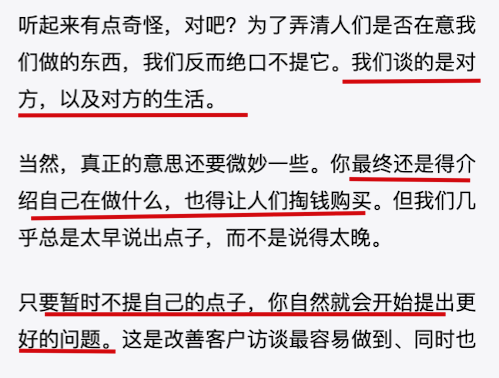 听起来有点奇怪，对吧？为了弄清人们是否在意我
们做的东西，我们反而绝口不提它。我们谈的是对
方，以及对方的生活。
当然，真正的意思还要微妙一些。你最终还是得介
绍自己在做什么，也得让人们掏钱购买。但我们几
乎总是太早说出点子，而不是说得太晚。
只要暂时不提自己的点子，你自然就会开始提出更
好的问题。这是改善客户访谈最容易做到、同时也